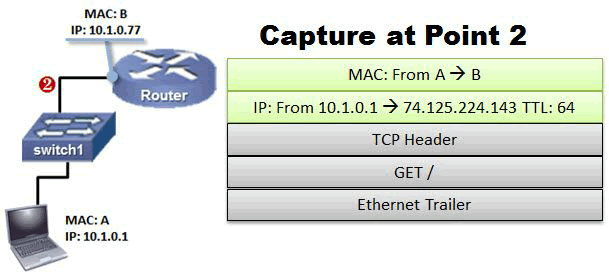 MAC: B
IP: 10.1.0.77
Capture at Point 2
2
Router
MAC: From A → B
IP: From 10.1.0.1 → 74.125.224.143 TTL: 64
TCP Header
switch1
GET /
Ethernet Trailer
MAC: A
IP: 10.1.0.1